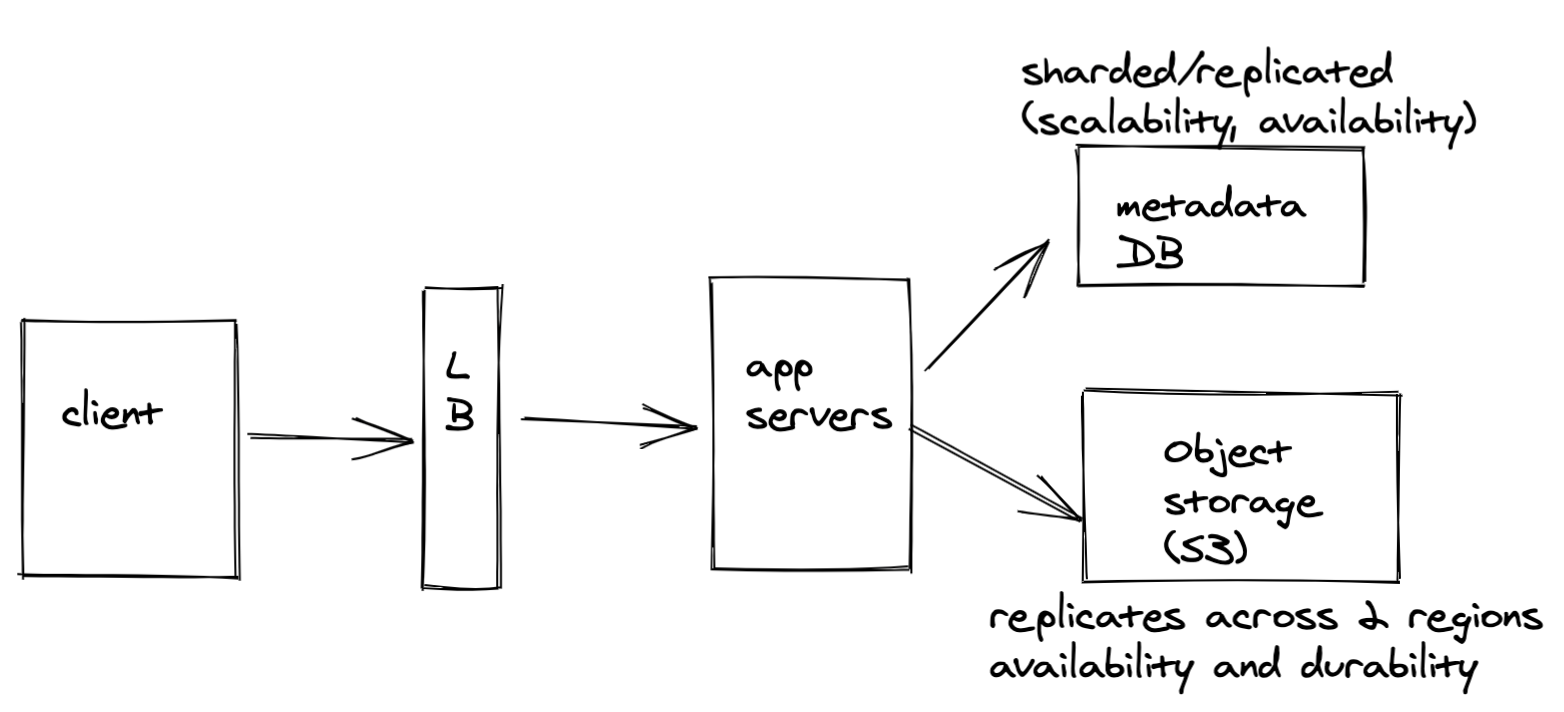 sharded/replicated
(scalability, availability)
metadata
DB
client
L
B
app
servers
Object
storage
(S3)
replicates across 2 regions
availability and durability